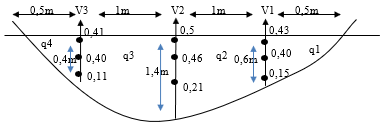 0,5m V3 1m V2 1m V1 0,5m
0,41 0.5 0.43
q4 q3 q2 q1
0,4m 0,40 0,46 0,6m 0,40
0,11 1,4m 0,21 0,15